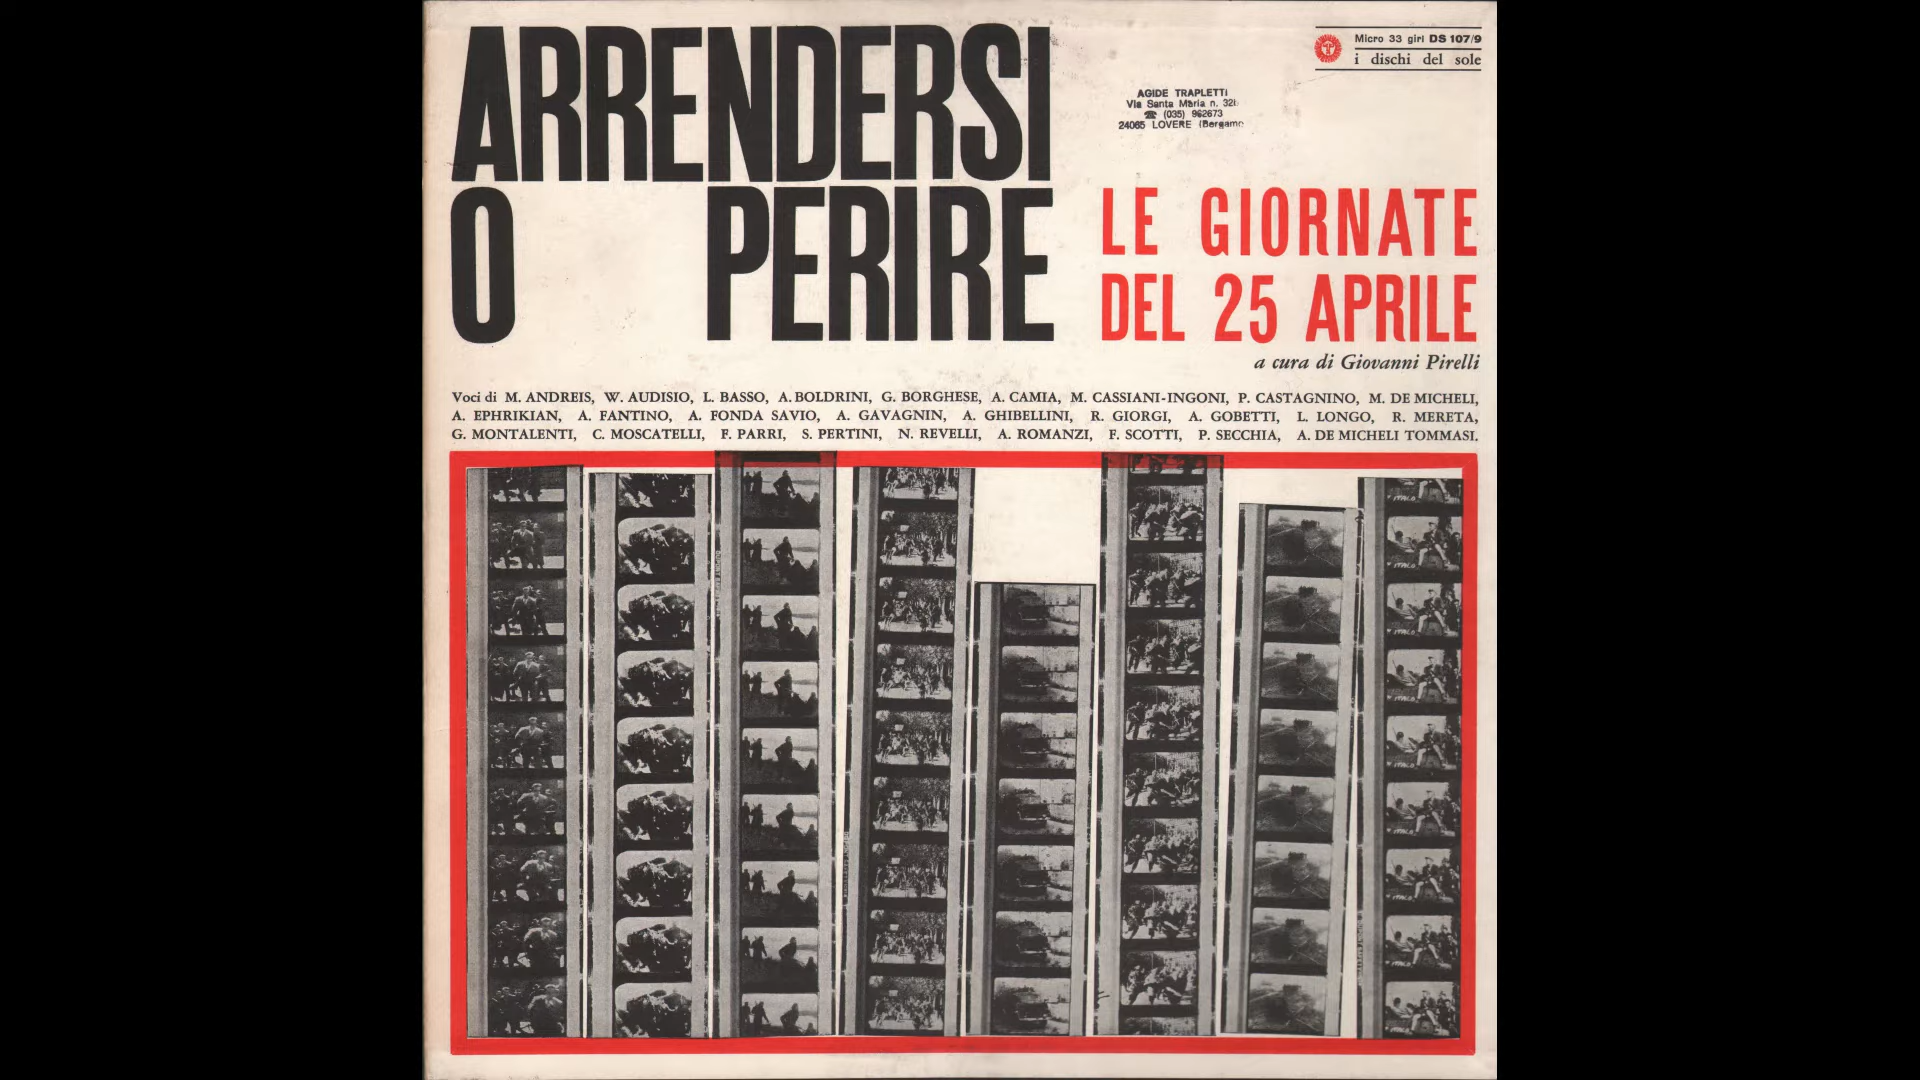 ARRENDERSI
O PERIRE
Micro 33 giri DS 107/9
i dischi del sole
AGIDE TRAPLETTI
Via Santa Maria n. 32
☎ (035) 962673
24065 LOVERE (Bergamo
LE GIORNATE
DEL 25 APRILE
a cura di Giovanni Pirelli
Voci di M. ANDREIS, W. AUDISIO, L. BASSO, A. BOLDRINI, G. BORGHESE, A. CAMIA, M. CASSIANI-INGONI, P. CASTAGNINO, M. DE MICHELI,
A. EPHRIKIAN, A. FANTINO, A. FONDA SAVIO, A. GAVAGNIN, A. GHIBELLINI, R. GIORGI, A. GOBETTI, L. LONGO, R. MERETA,
G. MONTALENTI, C. MOSCATELLI, F. PARRI, S. PERTINI, N. REVELLI, A. ROMANZI, F. SCOTTI, P. SECCHIA, A. DE MICHELI TOMMASI.